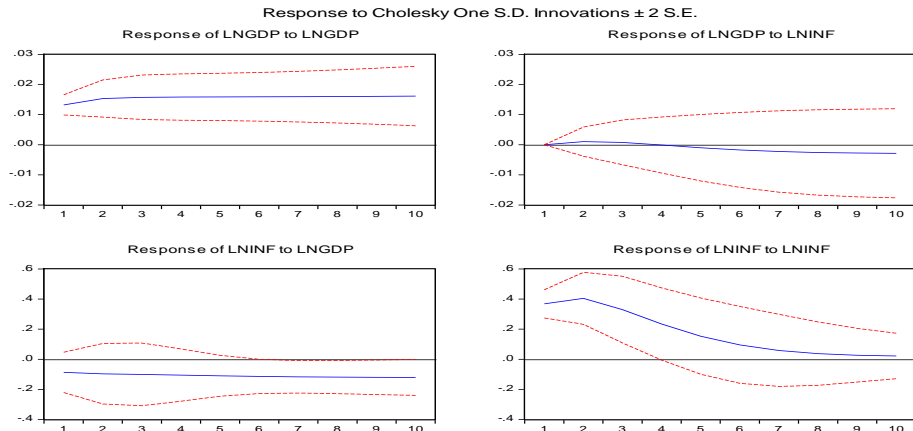 Response to Cholesky One S.D. Innovations ± 2 S.E.
Response of LNGDP to LNGDP
.03
.02
.01
.00
-.01
-.02
1 2 3 4 5 6 7 8 9 10
Response of LNGDP to LNINF
.03
.02
.01
.00
-.01
-.02
1 2 3 4 5 6 7 8 9 10
Response of LNINF to LNGDP
.6
.4
.2
.0
-.2
-.4
1 2 3 4 5 6 7 8 9 10
Response of LNINF to LNINF
.6
.4
.2
.0
-.2
-.4
1 2 3 4 5 6 7 8 9 10